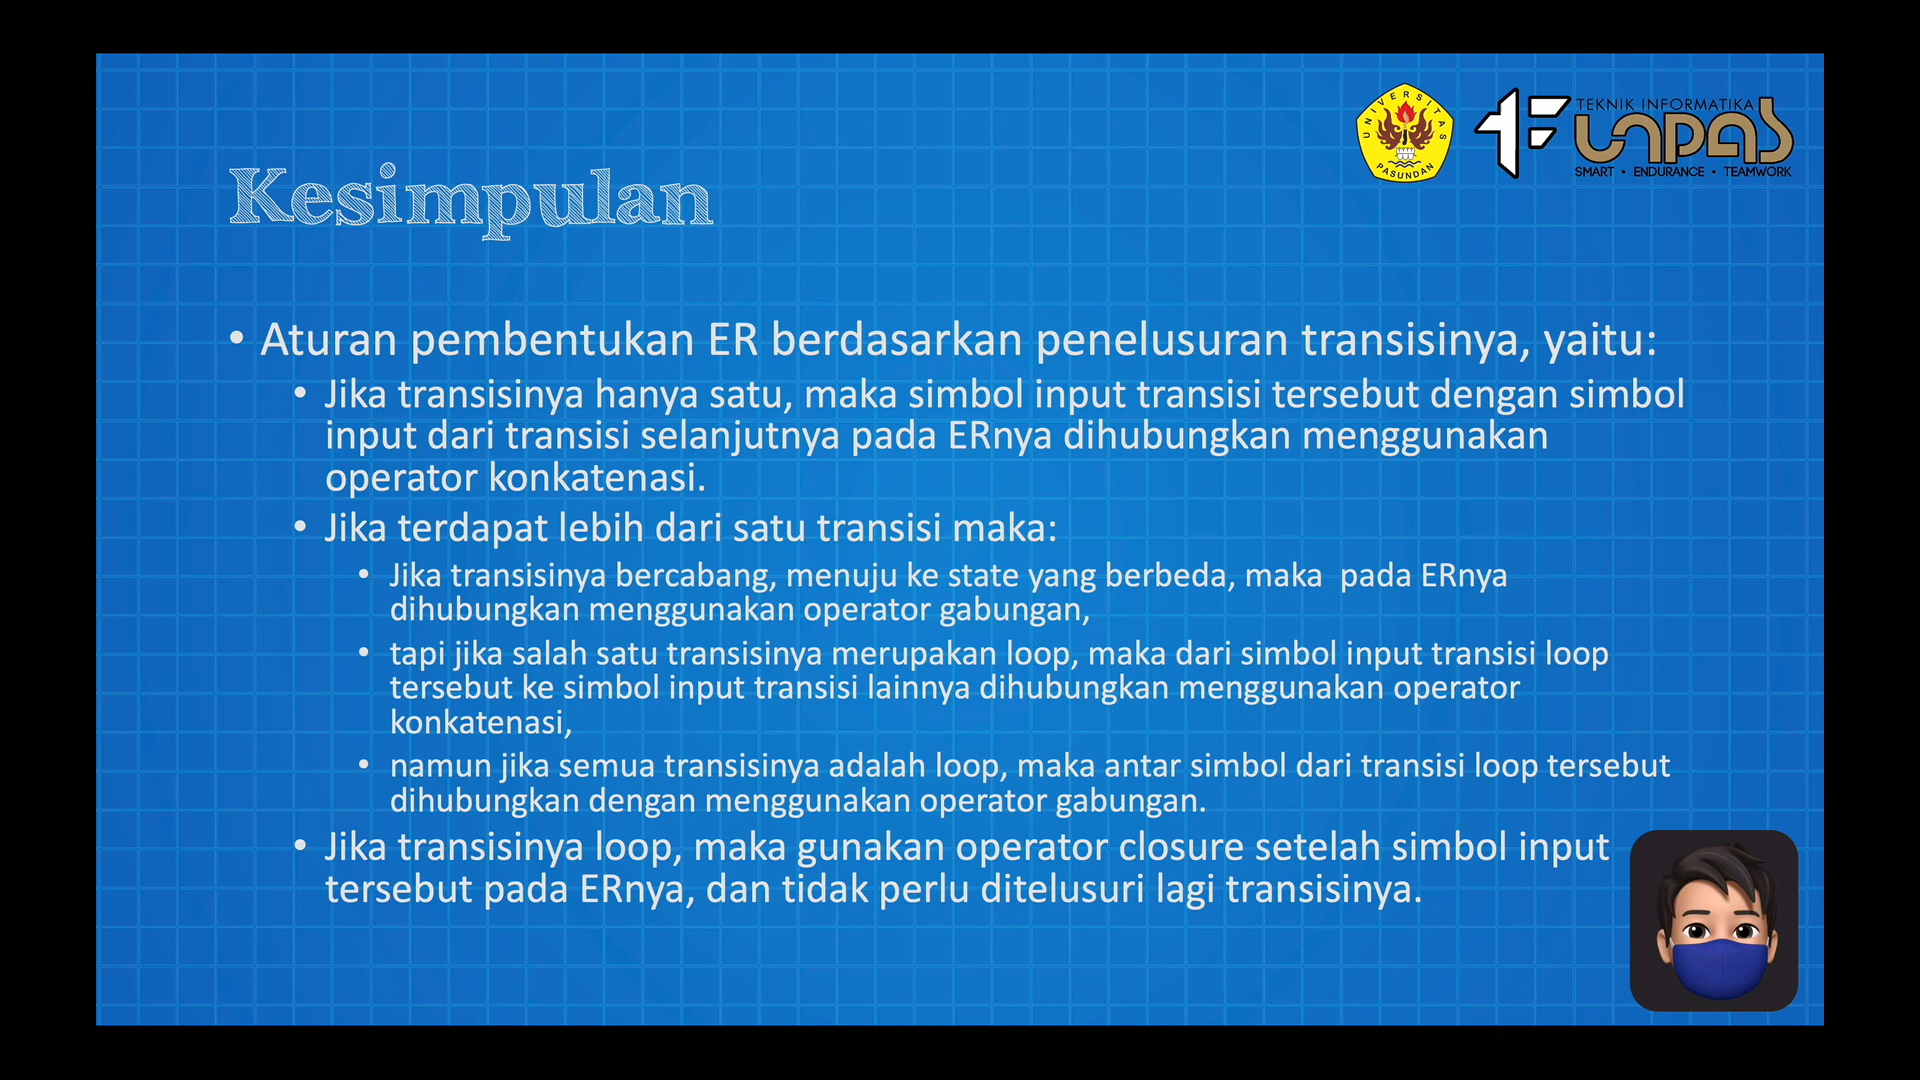 UNIVERSITAS
PASUNDAN
TEKNIK INFORMATIKA
UNPAS
SMART • ENDURANCE • TEAMWORK
Kesimpulan
• Aturan pembentukan ER berdasarkan penelusuran transisinya, yaitu:
• Jika transisinya hanya satu, maka simbol input transisi tersebut dengan simbol
input dari transisi selanjutnya pada ERnya dihubungkan menggunakan
operator konkatenasi.
• Jika terdapat lebih dari satu transisi maka:
• Jika transisinya bercabang, menuju ke state yang berbeda, maka  pada ERnya
dihubungkan menggunakan operator gabungan,
• tapi jika salah satu transisinya merupakan loop, maka dari simbol input transisi loop
tersebut ke simbol input transisi lainnya dihubungkan menggunakan operator
konkatenasi,
• namun jika semua transisinya adalah loop, maka antar simbol dari transisi loop tersebut
dihubungkan dengan menggunakan operator gabungan.
• Jika transisinya loop, maka gunakan operator closure setelah simbol input
tersebut pada ERnya, dan tidak perlu ditelusuri lagi transisinya.